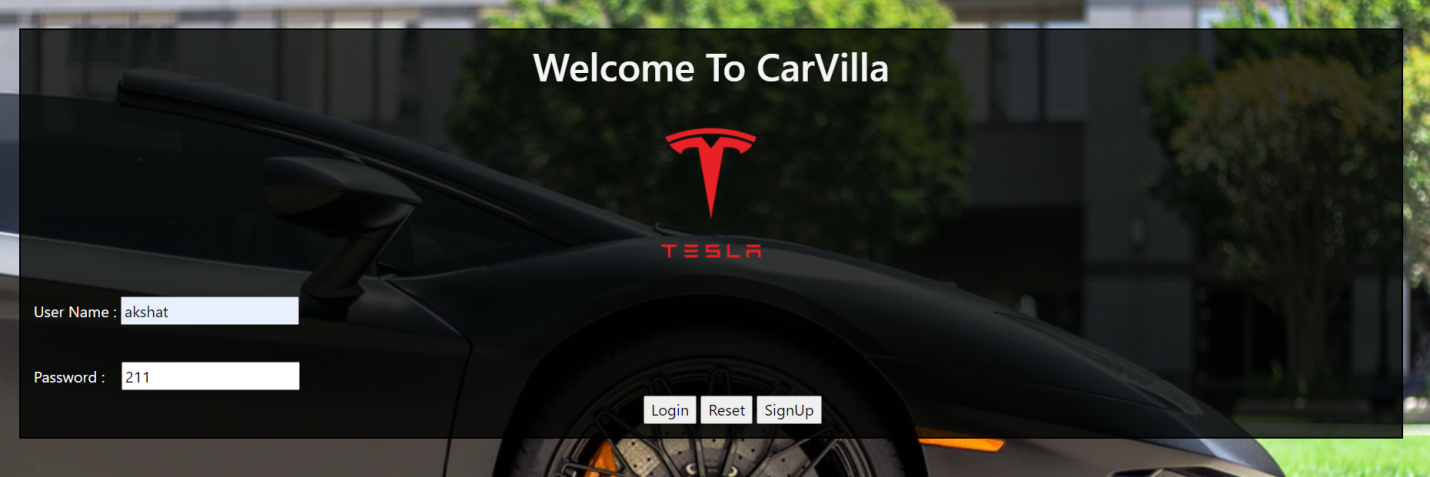 Welcome To CarVilla
TESLA
User Name : akshat
Password : 211
Login Reset SignUp